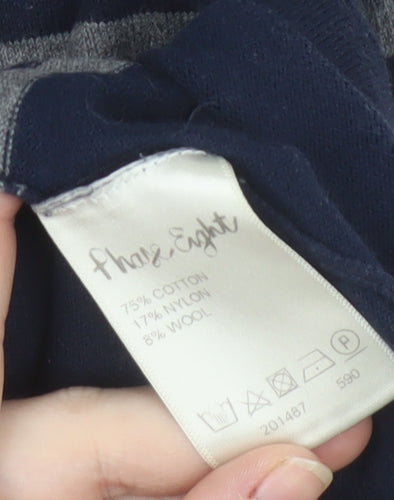 Phase Eight
75% COTTON
17% NYLON
8% WOOL
P
201487 590